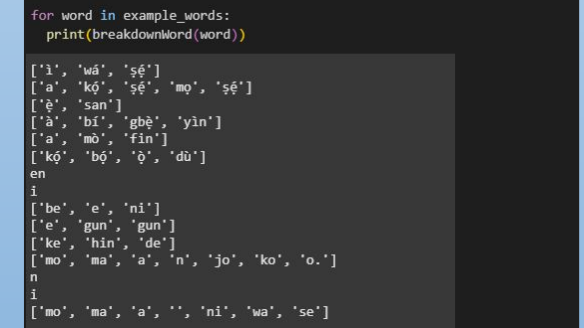 for word in example_words:
print(breakdownWord(word))
['ì', 'wá', 'ṣẹ́']
['a', 'kọ́', 'ṣẹ́', 'mọ', 'ṣẹ́']
['ẹ̀', 'san']
['à', 'bí', 'gbè', 'yìn']
['a', 'mò', 'fin']
['kọ́', 'bọ́', 'ọ̀', 'dù']
en
i
['be', 'e', 'ni']
['e', 'gun', 'gun']
['ke', 'hin', 'de']
['mo', 'ma', 'a', 'n', 'jo', 'ko', 'o.']
n
i
['mo', 'ma', 'a', '', 'ni', 'wa', 'se']